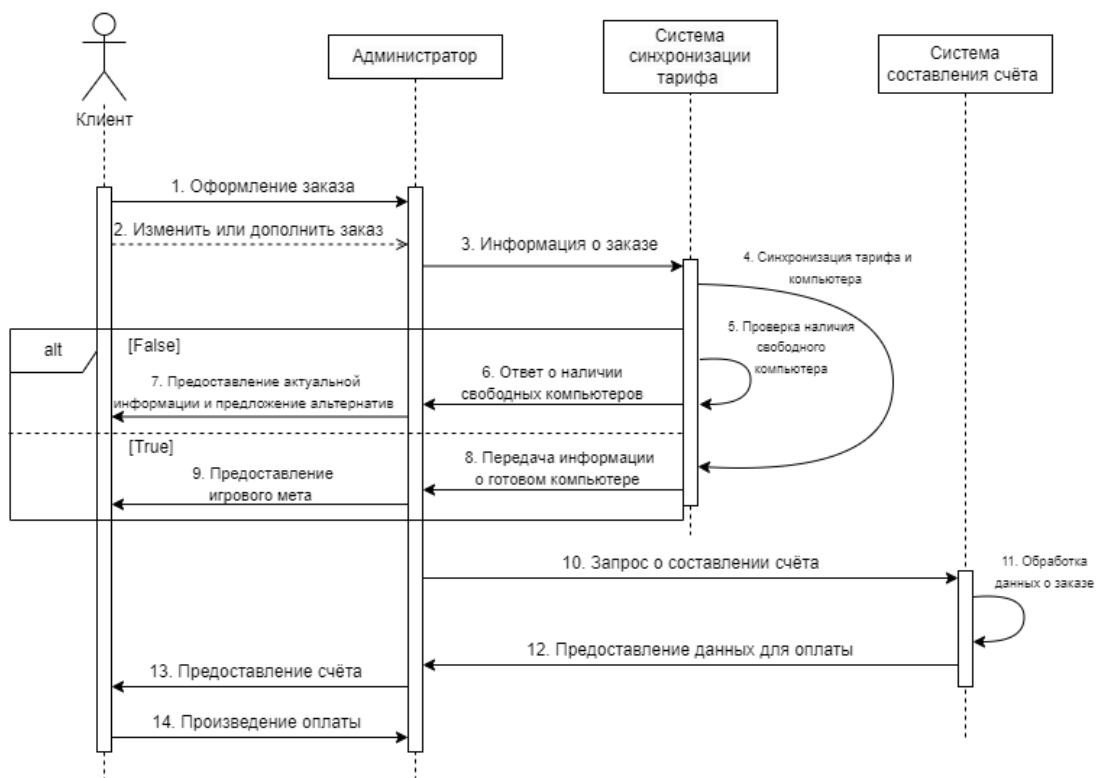 Клиент
Администратор
Система
синхронизации
тарифа
Система
составления счёта
1. Оформление заказа
2. Изменить или дополнить заказ
3. Информация о заказе
4. Синхронизация тарифа и
компьютера
5. Проверка наличия
свободного
компьютера
alt
[False]
6. Ответ о наличии
свободных компьютеров
7. Предоставление актуальной
информации и предложение альтернатив
[True]
8. Передача информации
о готовом компьютере
9. Предоставление
игрового мета
10. Запрос о составлении счёта
11. Обработка
данных о заказе
12. Предоставление данных для оплаты
13. Предоставление счёта
14. Произведение оплаты